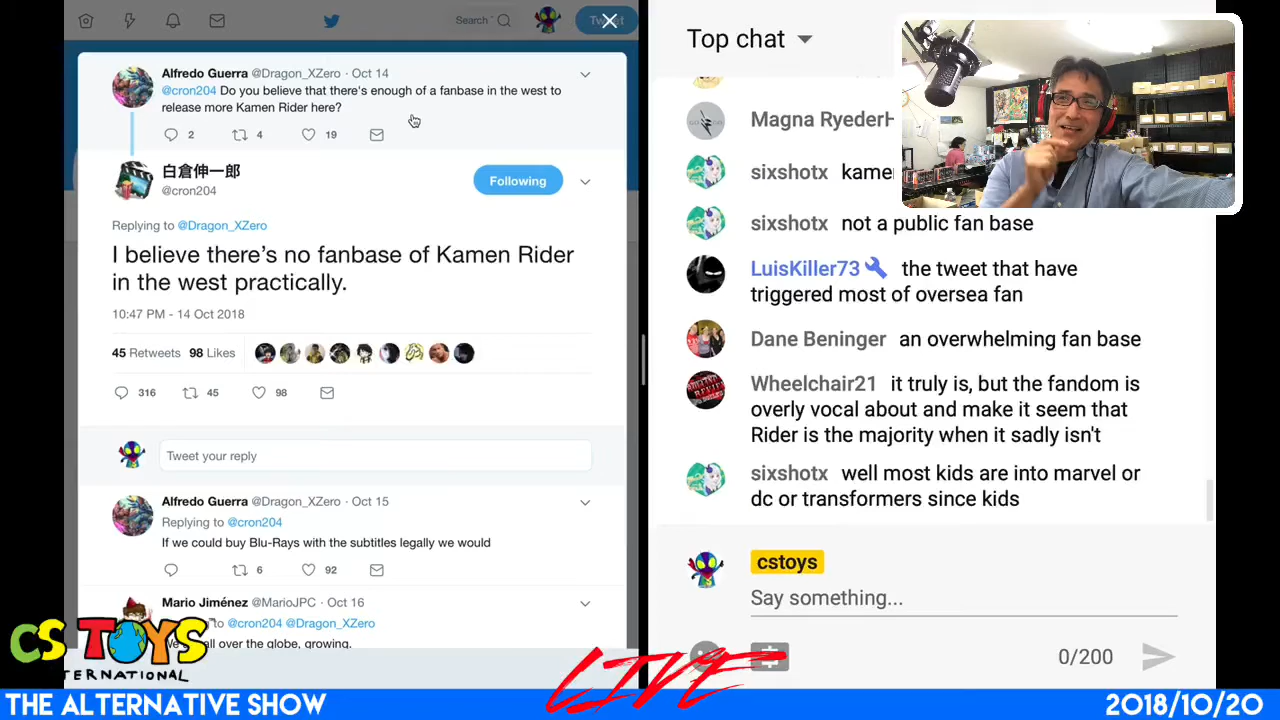 Search
Tweet
Alfredo Guerra @Dragon_XZero · Oct 14
@cron204 Do you believe that there's enough of a fanbase in the west to
release more Kamen Rider here?
2 4 19
白倉伸一郎
@cron204
Following
Replying to @Dragon_XZero
I believe there's no fanbase of Kamen Rider
in the west practically.
10:47 PM - 14 Oct 2018
45 Retweets 98 Likes
316 45 98
Tweet your reply
Alfredo Guerra @Dragon_XZero · Oct 15
Replying to @cron204
If we could buy Blu-Rays with the subtitles legally we would
6 92
Mario Jiménez @MarioJPC · Oct 16
to @cron204 @Dragon_XZero
all over the globe, growing.
Top chat
Magna RyederH
sixshotx kamer
sixshotx not a public fan base
LuisKiller73 the tweet that have
triggered most of oversea fan
Dane Beninger an overwhelming fan base
Wheelchair21 it truly is, but the fandom is
overly vocal about and make it seem that
Rider is the majority when it sadly isn't
sixshotx well most kids are into marvel or
dc or transformers since kids
cstoys
Say something...
0/200
CS TOYS
TERNATIONAL
LIVE
THE ALTERNATIVE SHOW
2018/10/20